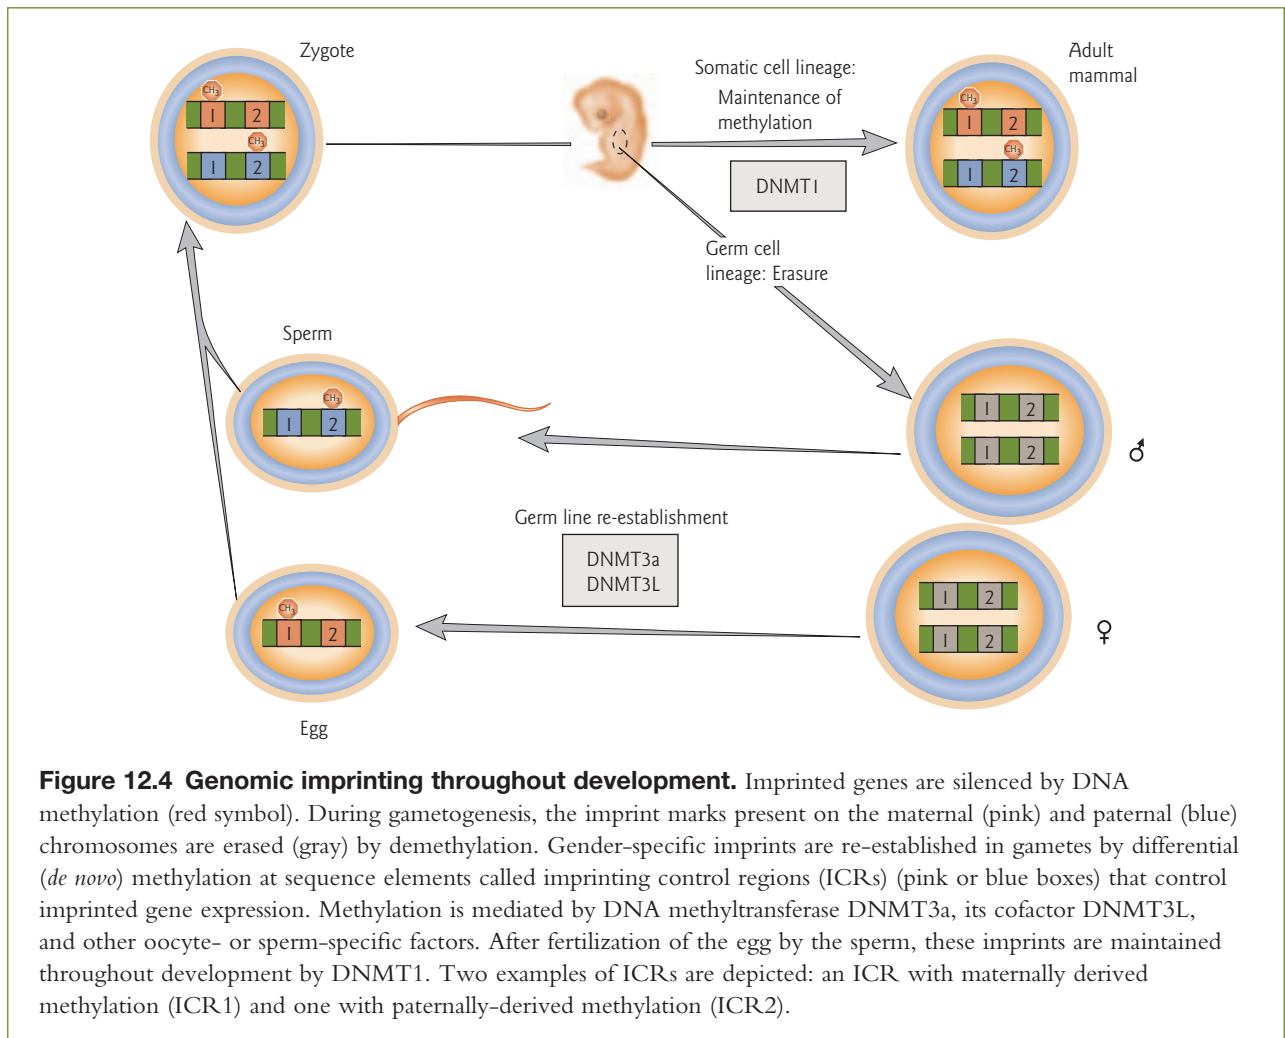 Zygote
CH3
1 2
CH3
1 2
Somatic cell lineage:
Maintenance of
methylation
DNMT1
Adult
mammal
CH3
1 2
CH3
1 2
Germ cell
lineage: Erasure
Sperm
CH3
1 2
1 2
1 2
♂
Germ line re-establishment
DNMT3a
DNMT3L
CH3
1 2
Egg
1 2
1 2
♀
Figure 12.4 Genomic imprinting throughout development. Imprinted genes are silenced by DNA
methylation (red symbol). During gametogenesis, the imprint marks present on the maternal (pink) and paternal (blue)
chromosomes are erased (gray) by demethylation. Gender-specific imprints are re-established in gametes by differential
(de novo) methylation at sequence elements called imprinting control regions (ICRs) (pink or blue boxes) that control
imprinted gene expression. Methylation is mediated by DNA methyltransferase DNMT3a, its cofactor DNMT3L,
and other oocyte- or sperm-specific factors. After fertilization of the egg by the sperm, these imprints are maintained
throughout development by DNMT1. Two examples of ICRs are depicted: an ICR with maternally derived
methylation (ICR1) and one with paternally-derived methylation (ICR2).